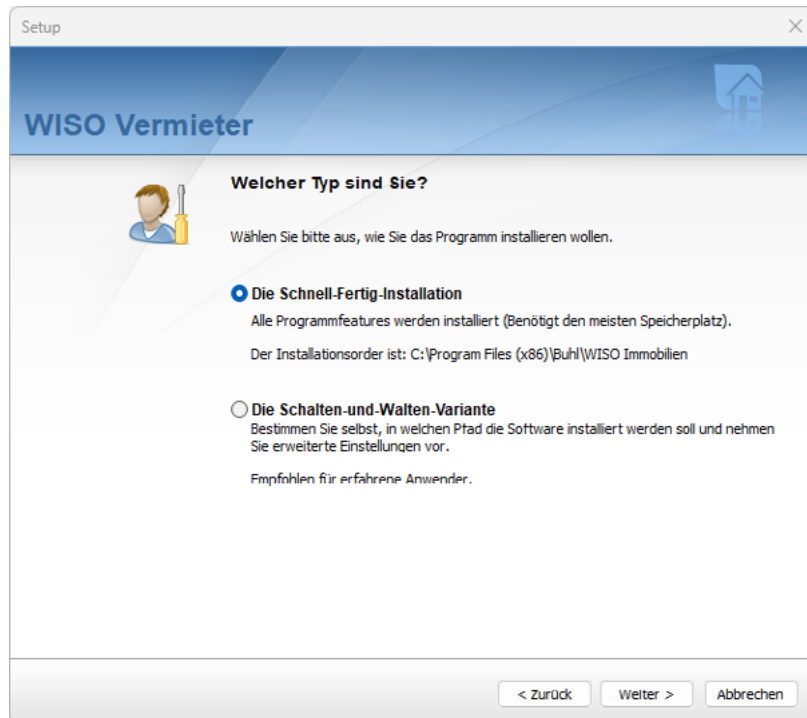 Setup
WISO Vermieter
Welcher Typ sind Sie?
Wählen Sie bitte aus, wie Sie das Programm installieren wollen.
Die Schnell-Fertig-Installation
Alle Programmfeatures werden installiert (Benötigt den meisten Speicherplatz).
Der Installationsorder ist: C:\Program Files (x86)\Buhl\WISO Immobilien
Die Schalten-und-Walten-Variante
Bestimmen Sie selbst, in welchen Pfad die Software installiert werden soll und nehmen
Sie erweiterte Einstellungen vor.
Empfohlen für erfahrene Anwender.
< Zurück Weiter > Abbrechen